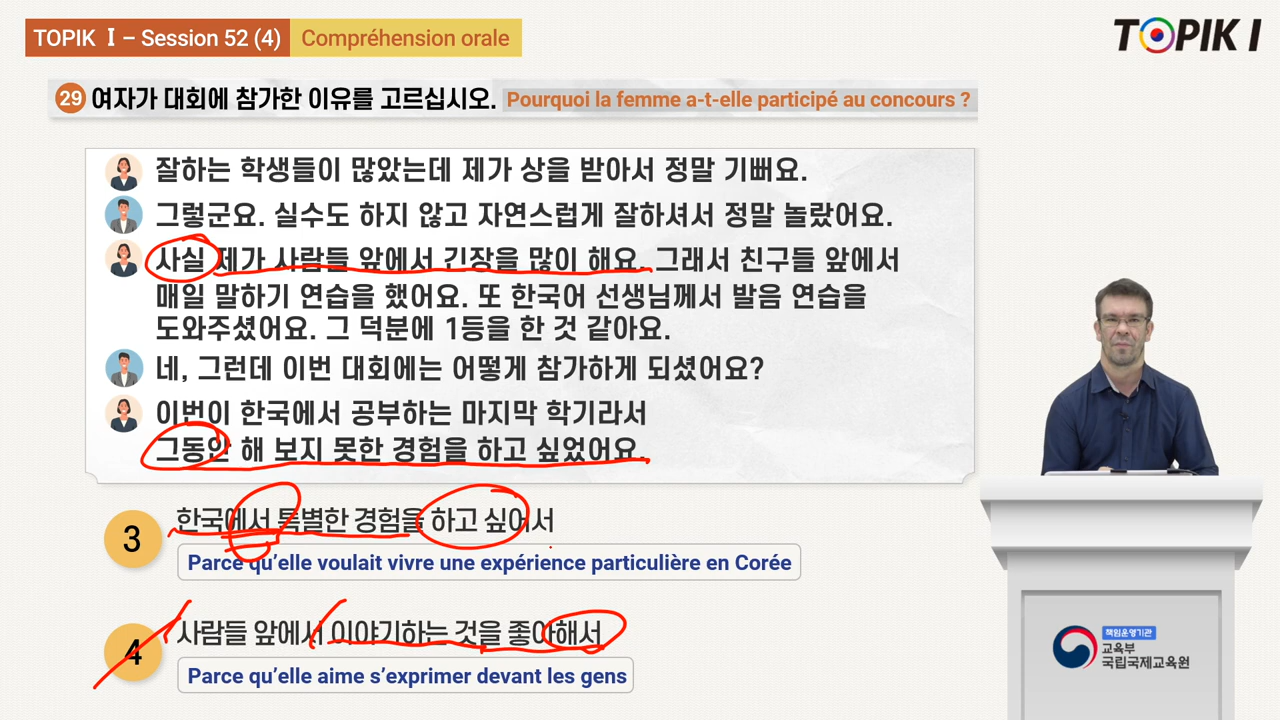 TOPIK I – Session 52 (4) Compréhension orale
TOPIK I
29 여자가 대회에 참가한 이유를 고르십시오. Pourquoi la femme a-t-elle participé au concours ?
잘하는 학생들이 많았는데 제가 상을 받아서 정말 기뻐요.
그렇군요. 실수도 하지 않고 자연스럽게 잘하셔서 정말 놀랐어요.
사실 제가 사람들 앞에서 긴장을 많이 해요. 그래서 친구들 앞에서
매일 말하기 연습을 했어요. 또 한국어 선생님께서 발음 연습을
도와주셨어요. 그 덕분에 1등을 한 것 같아요.
네, 그런데 이번 대회에는 어떻게 참가하게 되셨어요?
이번이 한국에서 공부하는 마지막 학기라서
그동안 해 보지 못한 경험을 하고 싶었어요.
3 한국에서 특별한 경험을 하고 싶어서
Parce qu'elle voulait vivre une expérience particulière en Corée
4 사람들 앞에서 이야기하는 것을 좋아해서
Parce qu'elle aime s'exprimer devant les gens
책임운영기관
교육부
국립국제교육원